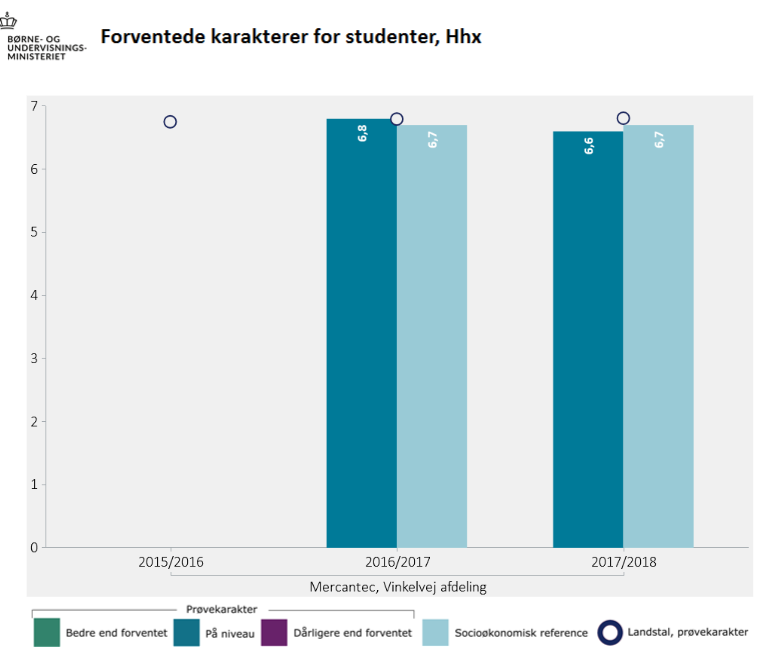 BØRNE- OG
UNDERVISNINGS-
MINISTERIET
Forventede karakterer for studenter, Hhx
7
6
5
4
3
2
1
0
6,8
6,7
6,6
6,7
2015/2016 2016/2017 2017/2018
Mercantec, Vinkelvej afdeling
Prøvekarakter
Bedre end forventet På niveau Dårligere end forventet Socioøkonomisk reference Landstal, prøvekarakter